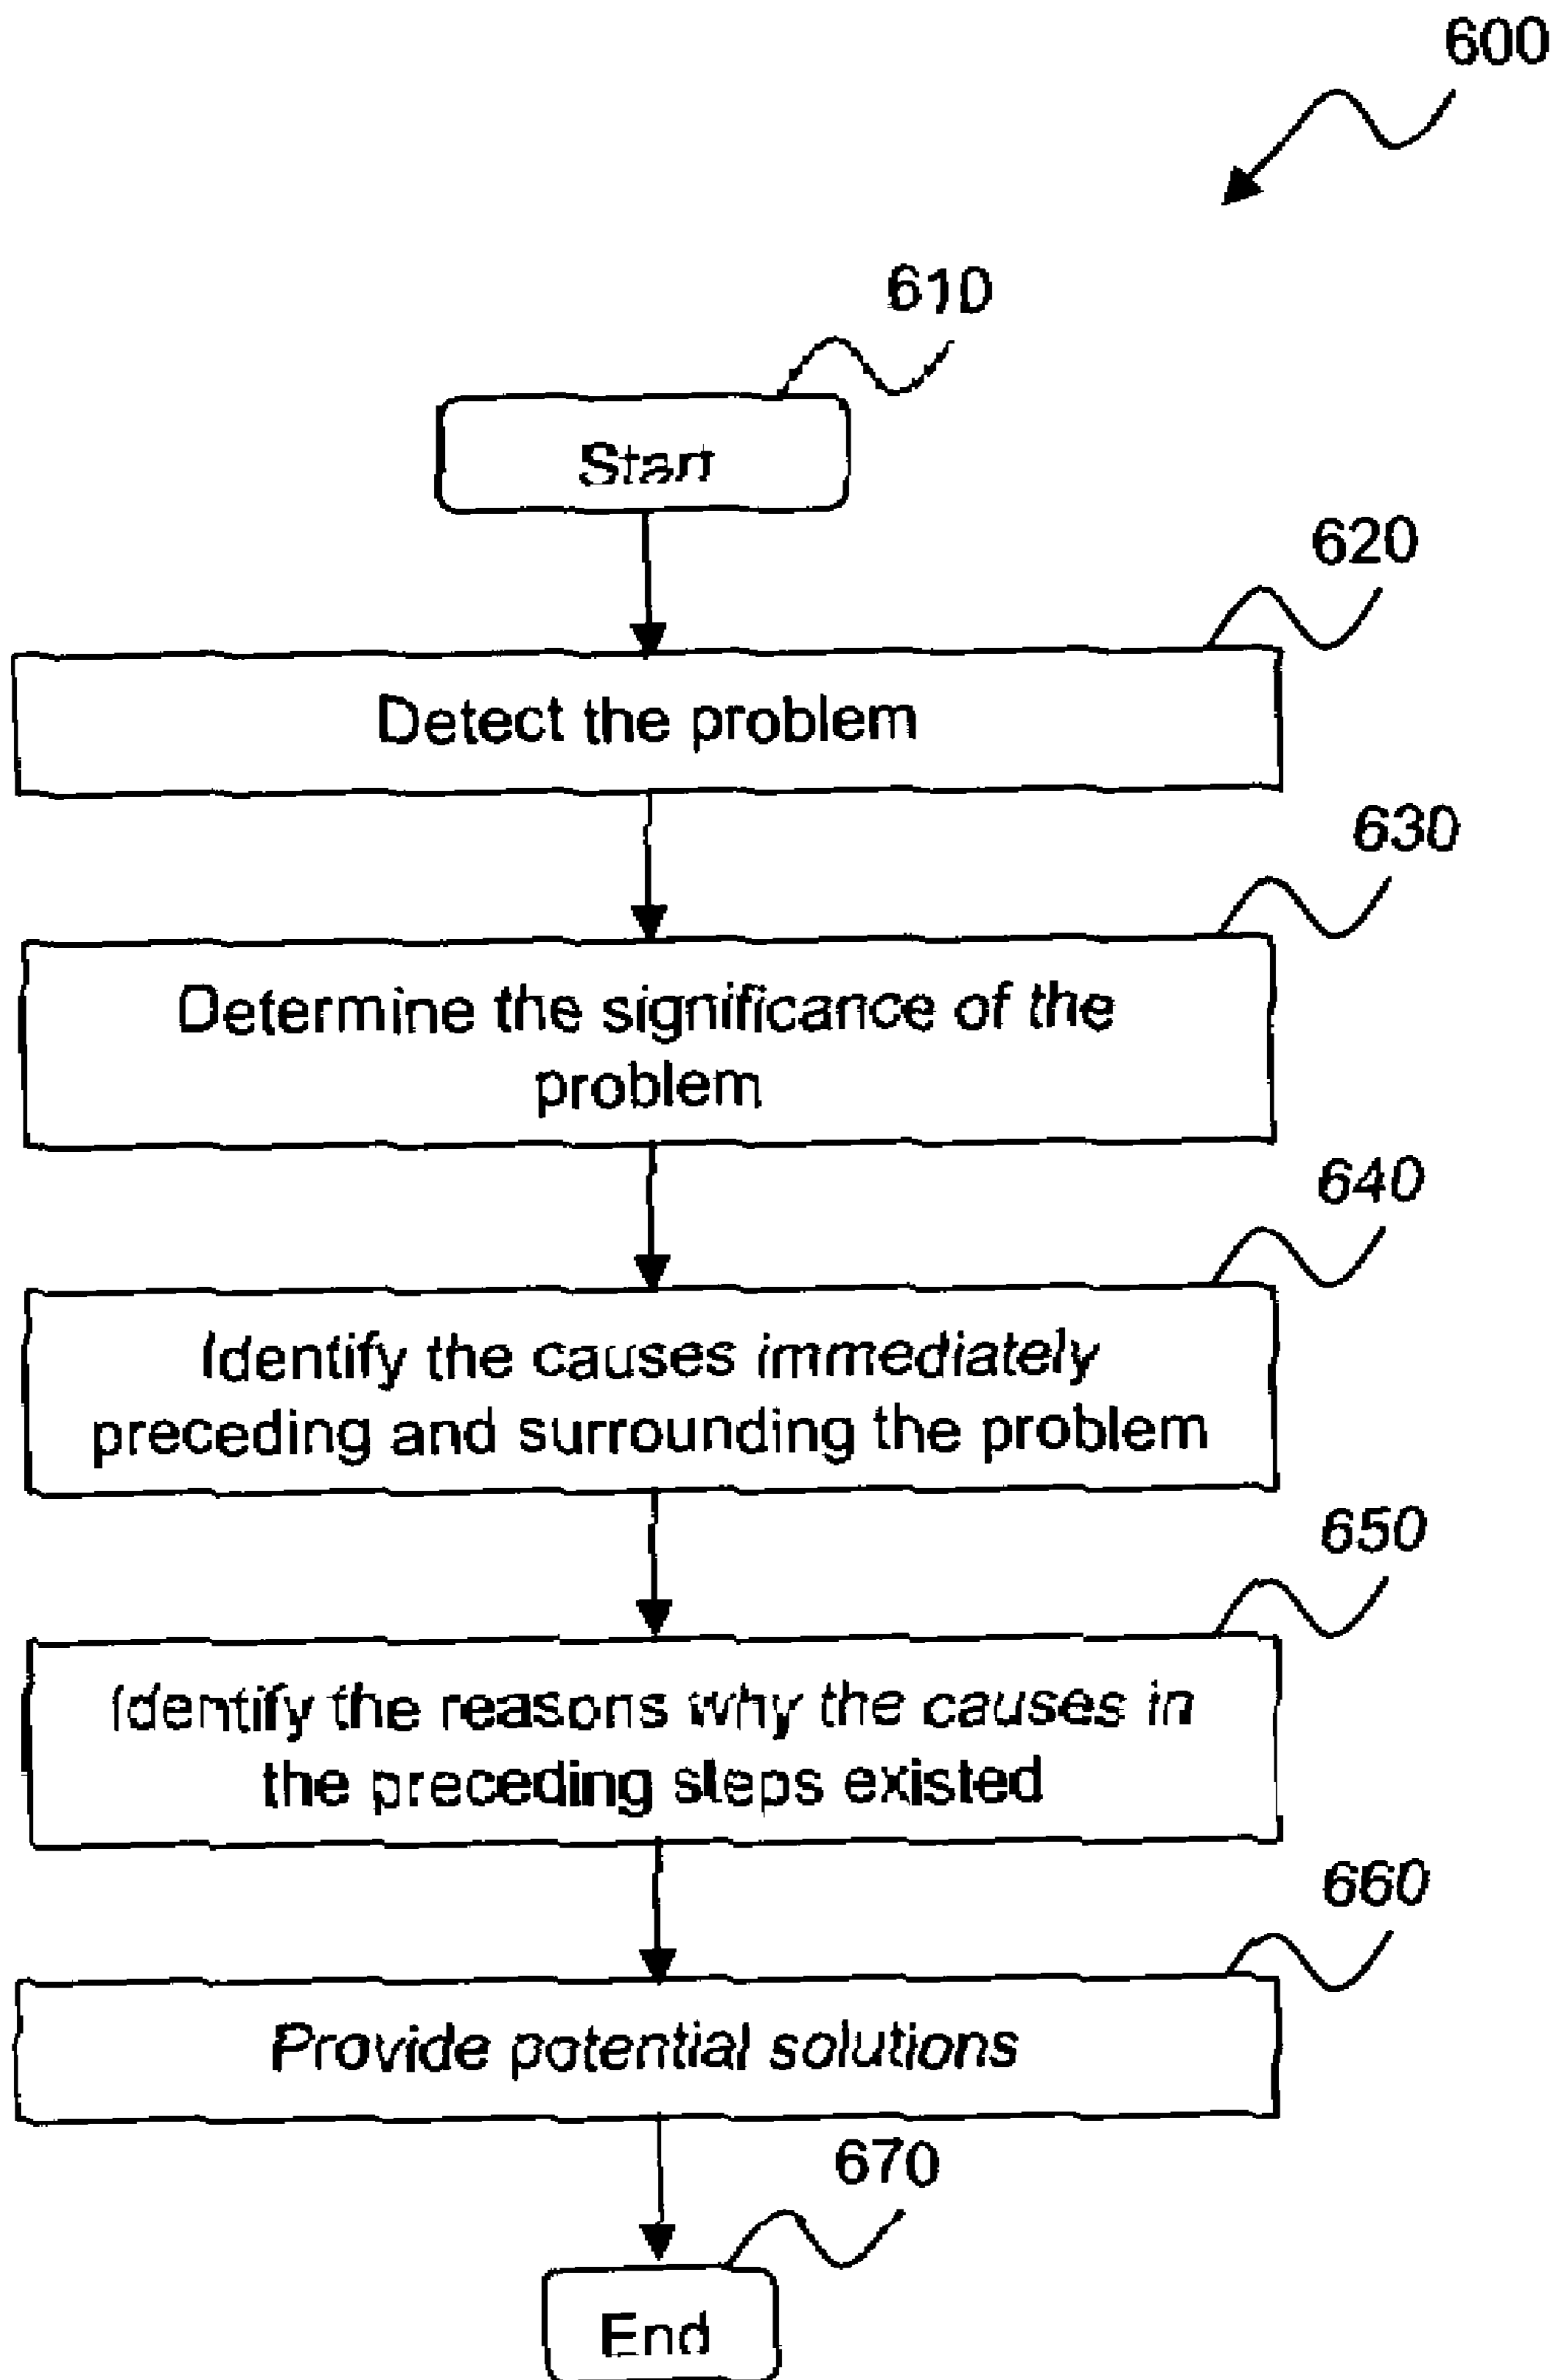 600
610
Start
620
Detect the problem
630
Determine the significance of the
problem
640
Identify the causes immediately
preceding and surrounding the problem
650
Identify the reasons why the causes in
the preceding steps existed
660
Provide potential solutions
670
End